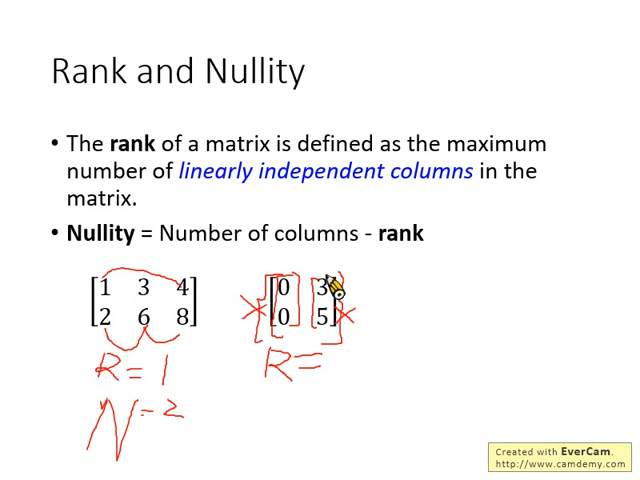 Rank and Nullity
• The rank of a matrix is defined as the maximum
number of linearly independent columns in the
matrix.
• Nullity = Number of columns - rank
[1 3 4] [0 3]
[2 6 8] [0 5]
R = 1 R =
N = 2
Created with EverCam.
http://www.camdemy.com